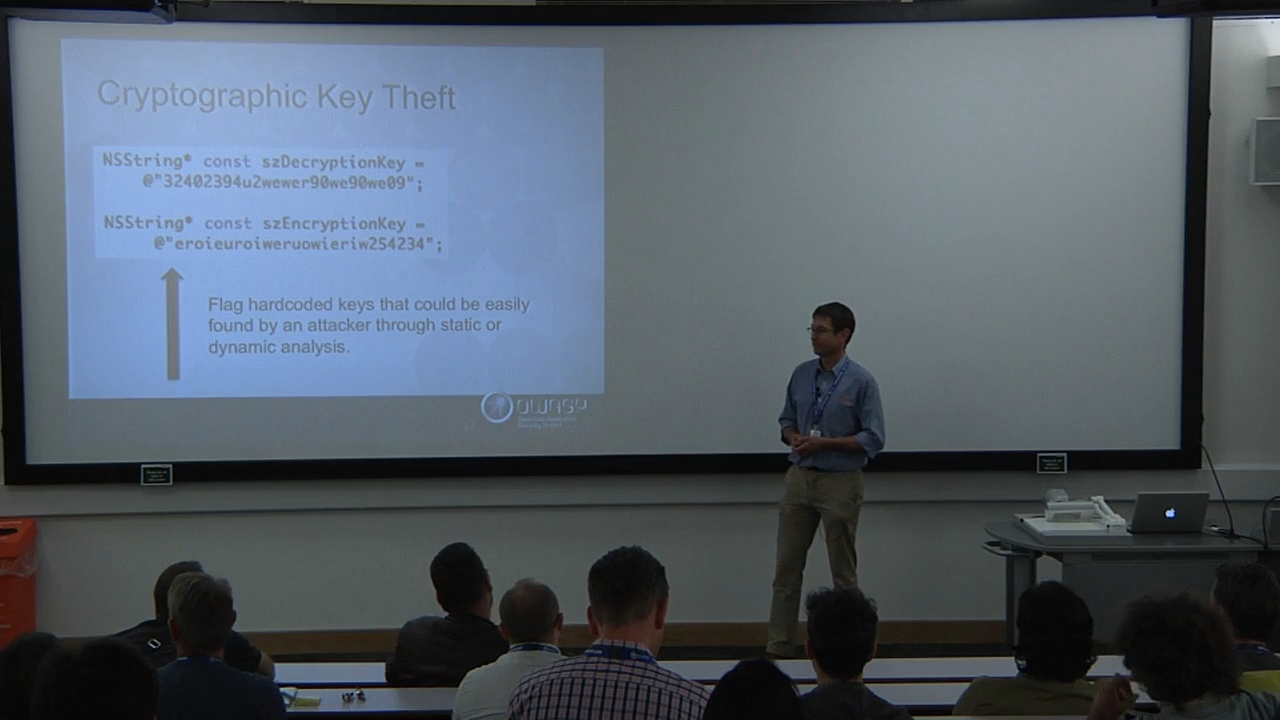 Cryptographic Key Theft
NSString* const szDecryptionKey =
@"32402394u2wewer90we90we09";
NSString* const szEncryptionKey =
@"eroieuroiweruowieriw254234";
Flag hardcoded keys that could be easily
found by an attacker through static or
dynamic analysis.
OWASP